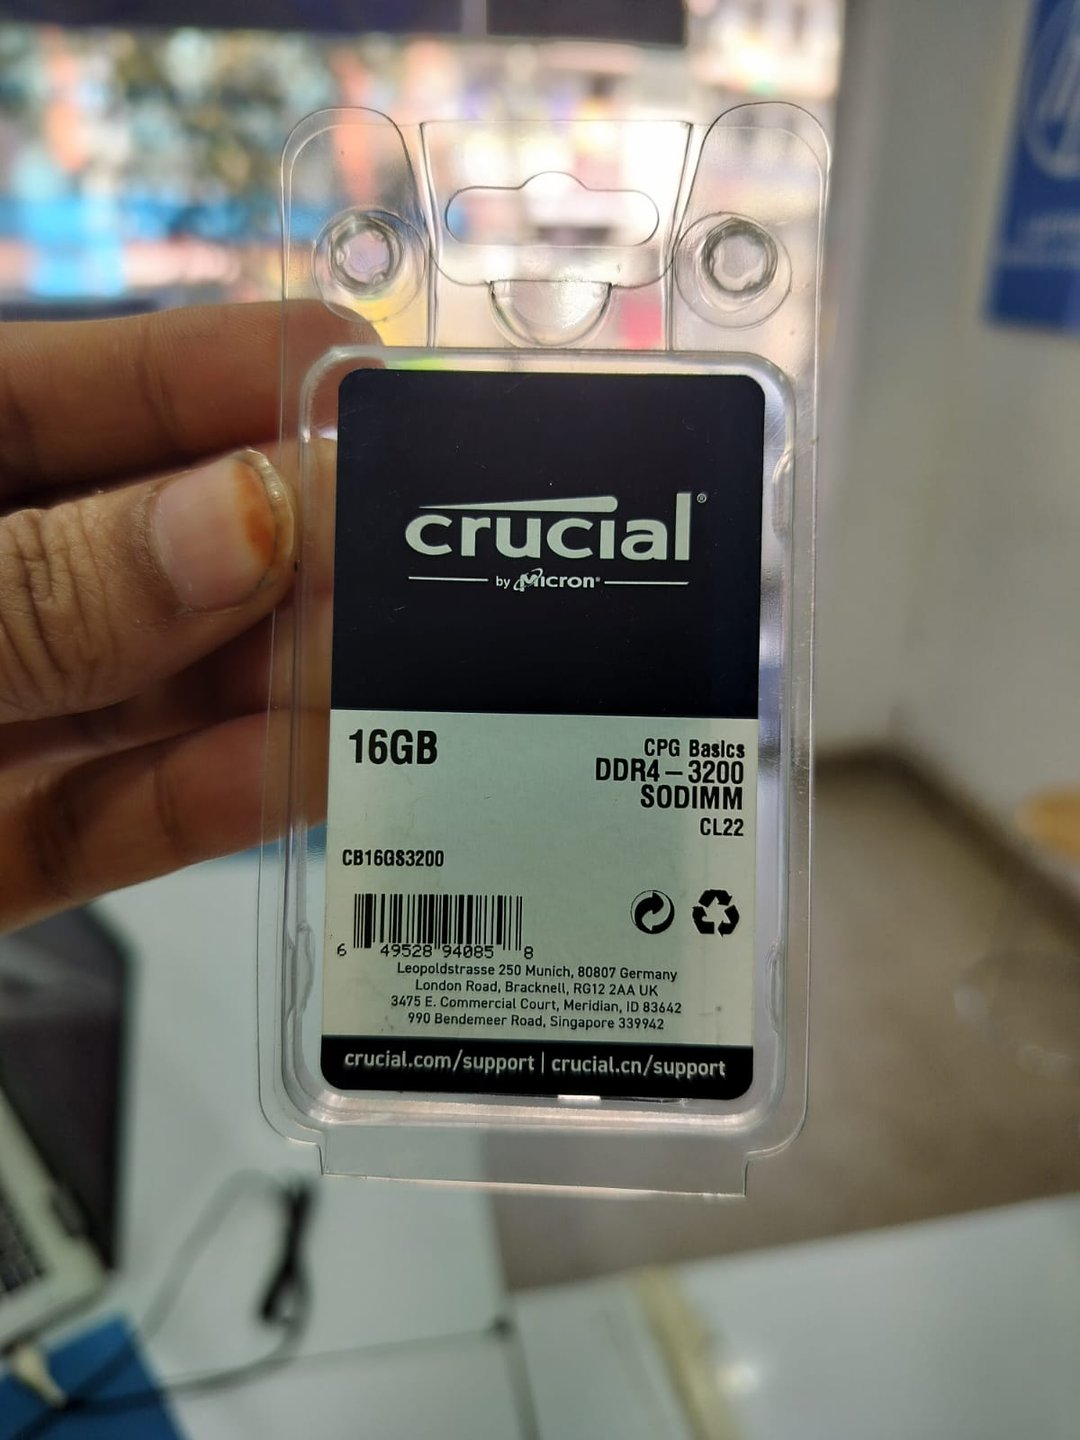 crucial®
by Micron®
16GB
CPG Basics
DDR4–3200
SODIMM
CL22
CB16GS3200
6 49528 94085 8
Leopoldstrasse 250 Munich, 80807 Germany
London Road, Bracknell, RG12 2AA UK
3475 E. Commercial Court, Meridian, ID 83642
990 Bendemeer Road, Singapore 339942
crucial.com/support | crucial.cn/support